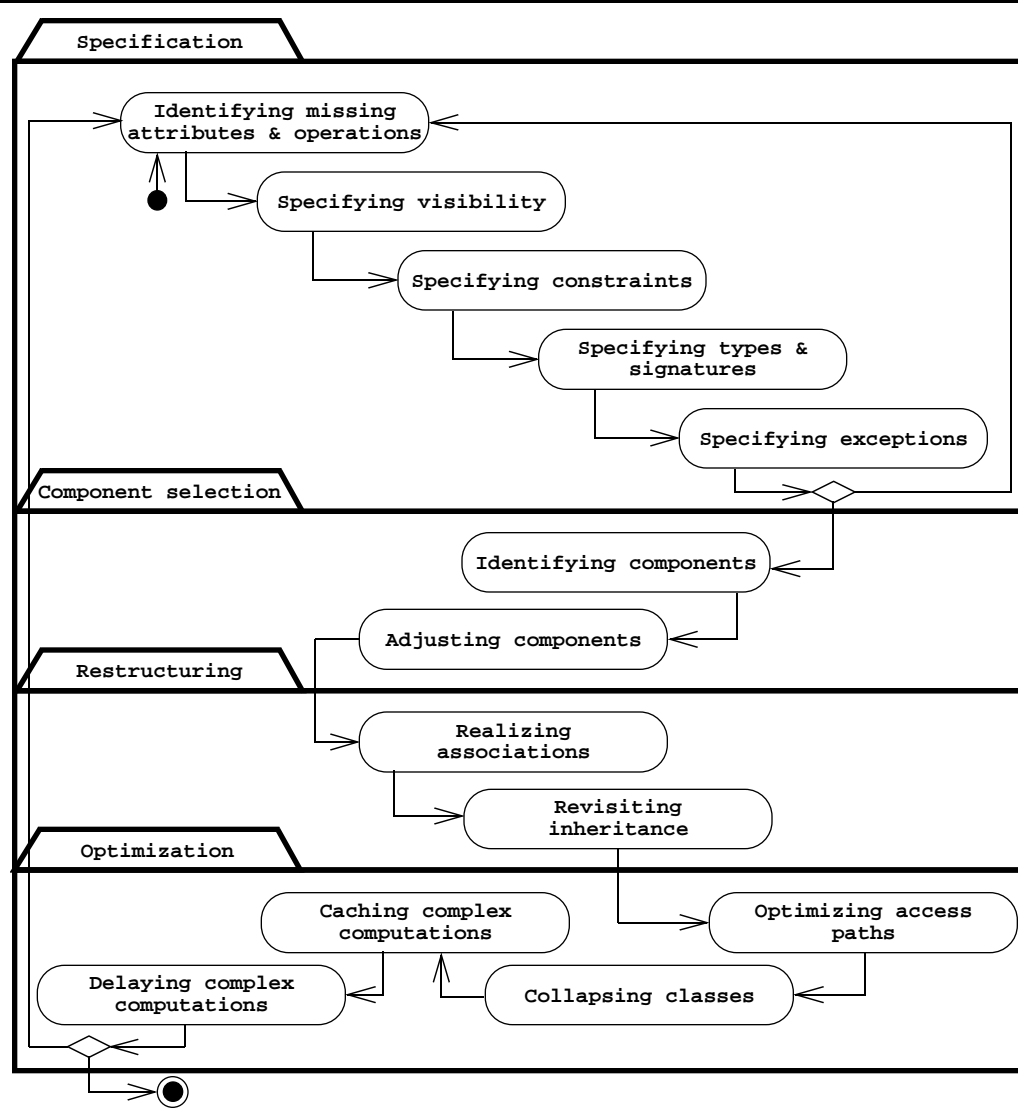 Specification
Identifying missing
attributes & operations
Specifying visibility
Specifying constraints
Specifying types &
signatures
Specifying exceptions
Component selection
Identifying components
Adjusting components
Restructuring
Realizing
associations
Revisiting
inheritance
Optimization
Caching complex
computations
Optimizing access
paths
Delaying complex
computations
Collapsing classes